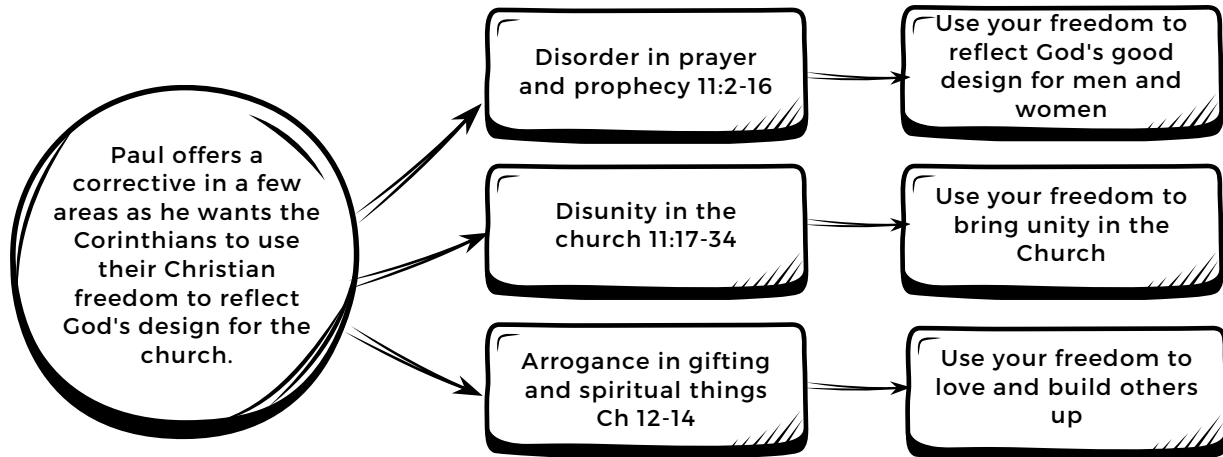 Paul offers a
corrective in a few
areas as he wants the
Corinthians to use
their Christian
freedom to reflect
God's design for the
church.
Disorder in prayer
and prophecy 11:2-16
Use your freedom to
reflect God's good
design for men and
women
Disunity in the
church 11:17-34
Use your freedom to
bring unity in the
Church
Arrogance in gifting
and spiritual things
Ch 12-14
Use your freedom to
love and build others
up